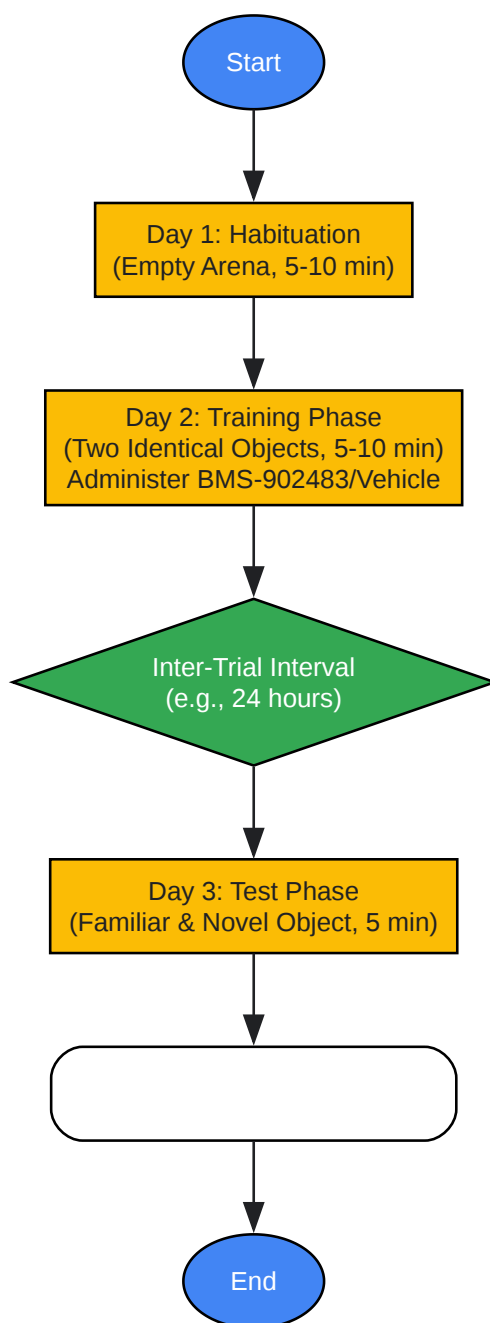 Start
Day 1: Habituation
(Empty Arena, 5-10 min)
Day 2: Training Phase
(Two Identical Objects, 5-10 min)
Administer BMS-902483/Vehicle
Inter-Trial Interval
(e.g., 24 hours)
Day 3: Test Phase
(Familiar & Novel Object, 5 min)
End